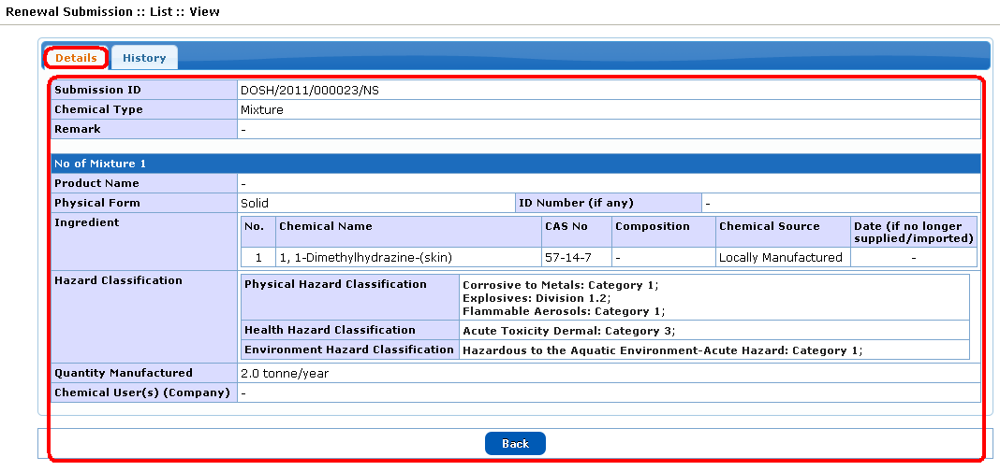 Renewal Submission :: List :: View
Details History
Submission ID DOSH/2011/000023/NS
Chemical Type Mixture
Remark -
No of Mixture 1
Product Name -
Physical Form Solid ID Number (if any) -
Ingredient No. Chemical Name CAS No Composition Chemical Source Date (if no longer
supplied/imported)
1 1, 1-Dimethylhydrazine-(skin) 57-14-7 - Locally Manufactured -
Hazard Classification Physical Hazard Classification Corrosive to Metals: Category 1;
Explosives: Division 1.2;
Flammable Aerosols: Category 1;
Health Hazard Classification Acute Toxicity Dermal: Category 3;
Environment Hazard Classification Hazardous to the Aquatic Environment-Acute Hazard: Category 1;
Quantity Manufactured 2.0 tonne/year
Chemical User(s) (Company) -
Back